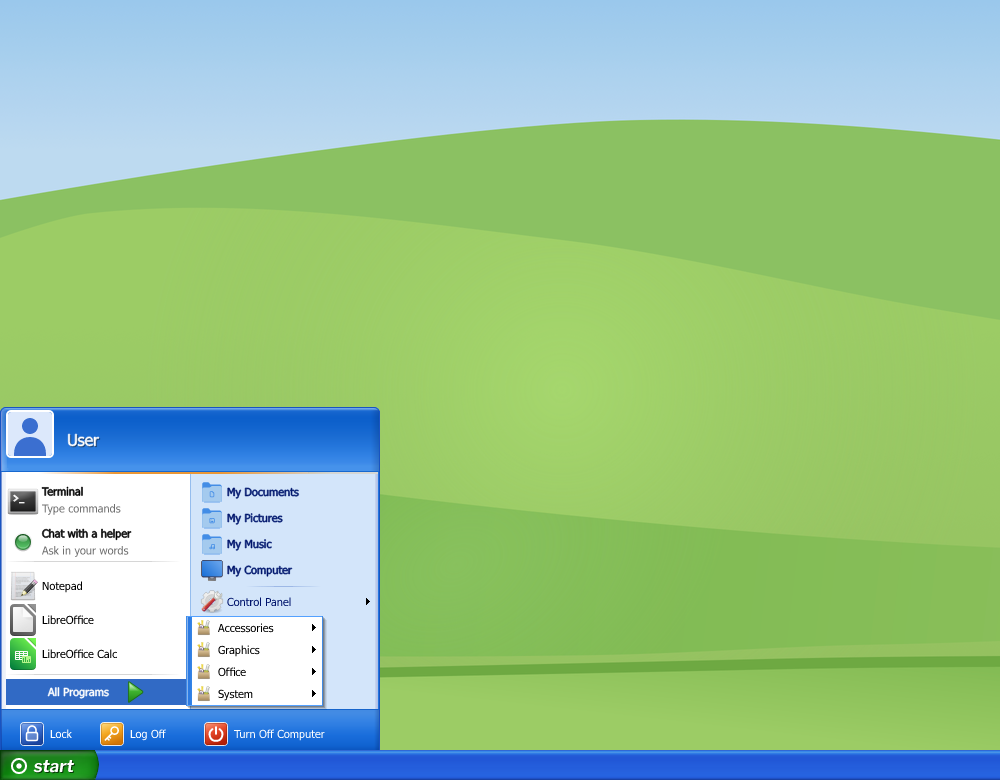 User
Terminal
Type commands
Chat with a helper
Ask in your words
Notepad
LibreOffice
LibreOffice Calc
All Programs
My Documents
My Pictures
My Music
My Computer
Control Panel
Accessories
Graphics
Office
System
Lock
Log Off
Turn Off Computer
start